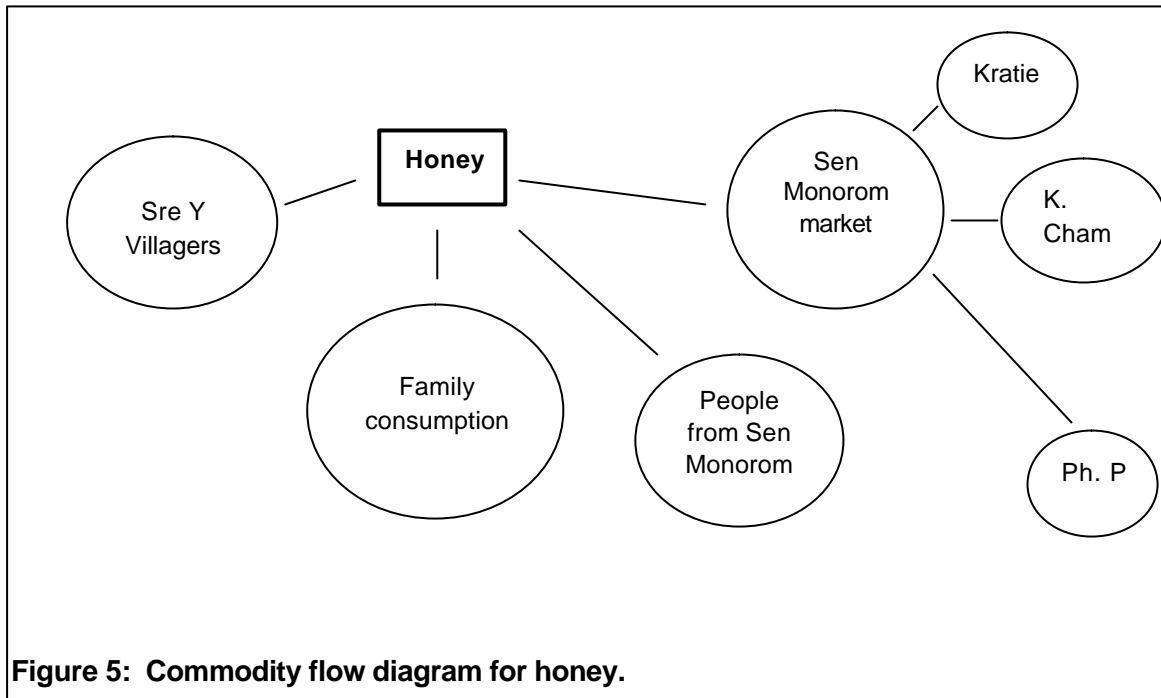 Kratie
Honey
Sen
Monorom
market
Sre Y
Villagers
K.
Cham
Family
consumption
People
from Sen
Monorom
Ph. P
Figure 5: Commodity flow diagram for honey.